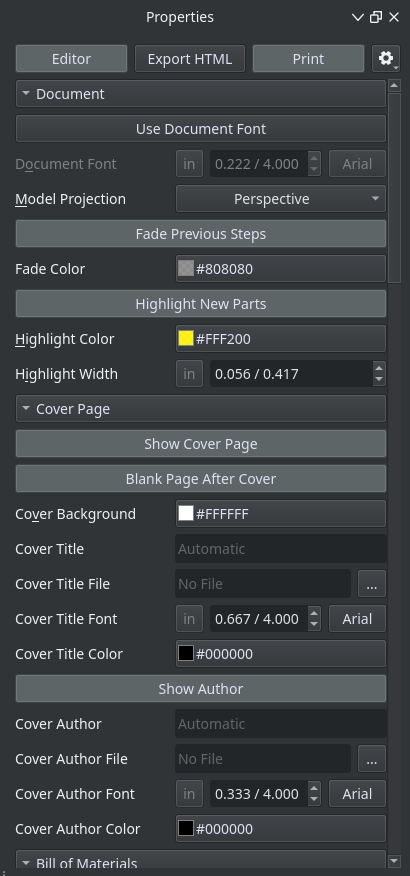 Properties
Editor Export HTML Print
Document
Use Document Font
Document Font in 0.222 / 4.000 Arial
Model Projection Perspective
Fade Previous Steps
Fade Color #808080
Highlight New Parts
Highlight Color #FFF200
Highlight Width in 0.056 / 0.417
Cover Page
Show Cover Page
Blank Page After Cover
Cover Background #FFFFFF
Cover Title Automatic
Cover Title File No File ...
Cover Title Font in 0.667 / 4.000 Arial
Cover Title Color #000000
Show Author
Cover Author Automatic
Cover Author File No File ...
Cover Author Font in 0.333 / 4.000 Arial
Cover Author Color #000000
Bill of Materials